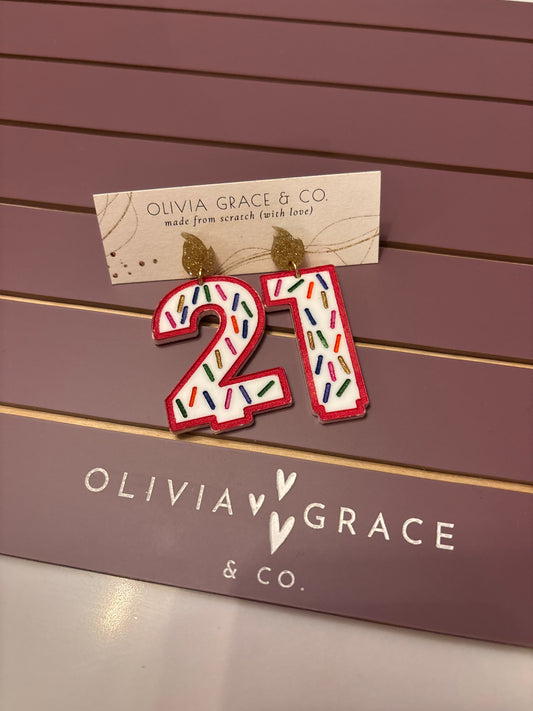 OLIVIA GRACE & CO.
made from scratch (with love)
21
OLIVIA GRACE
& CO.